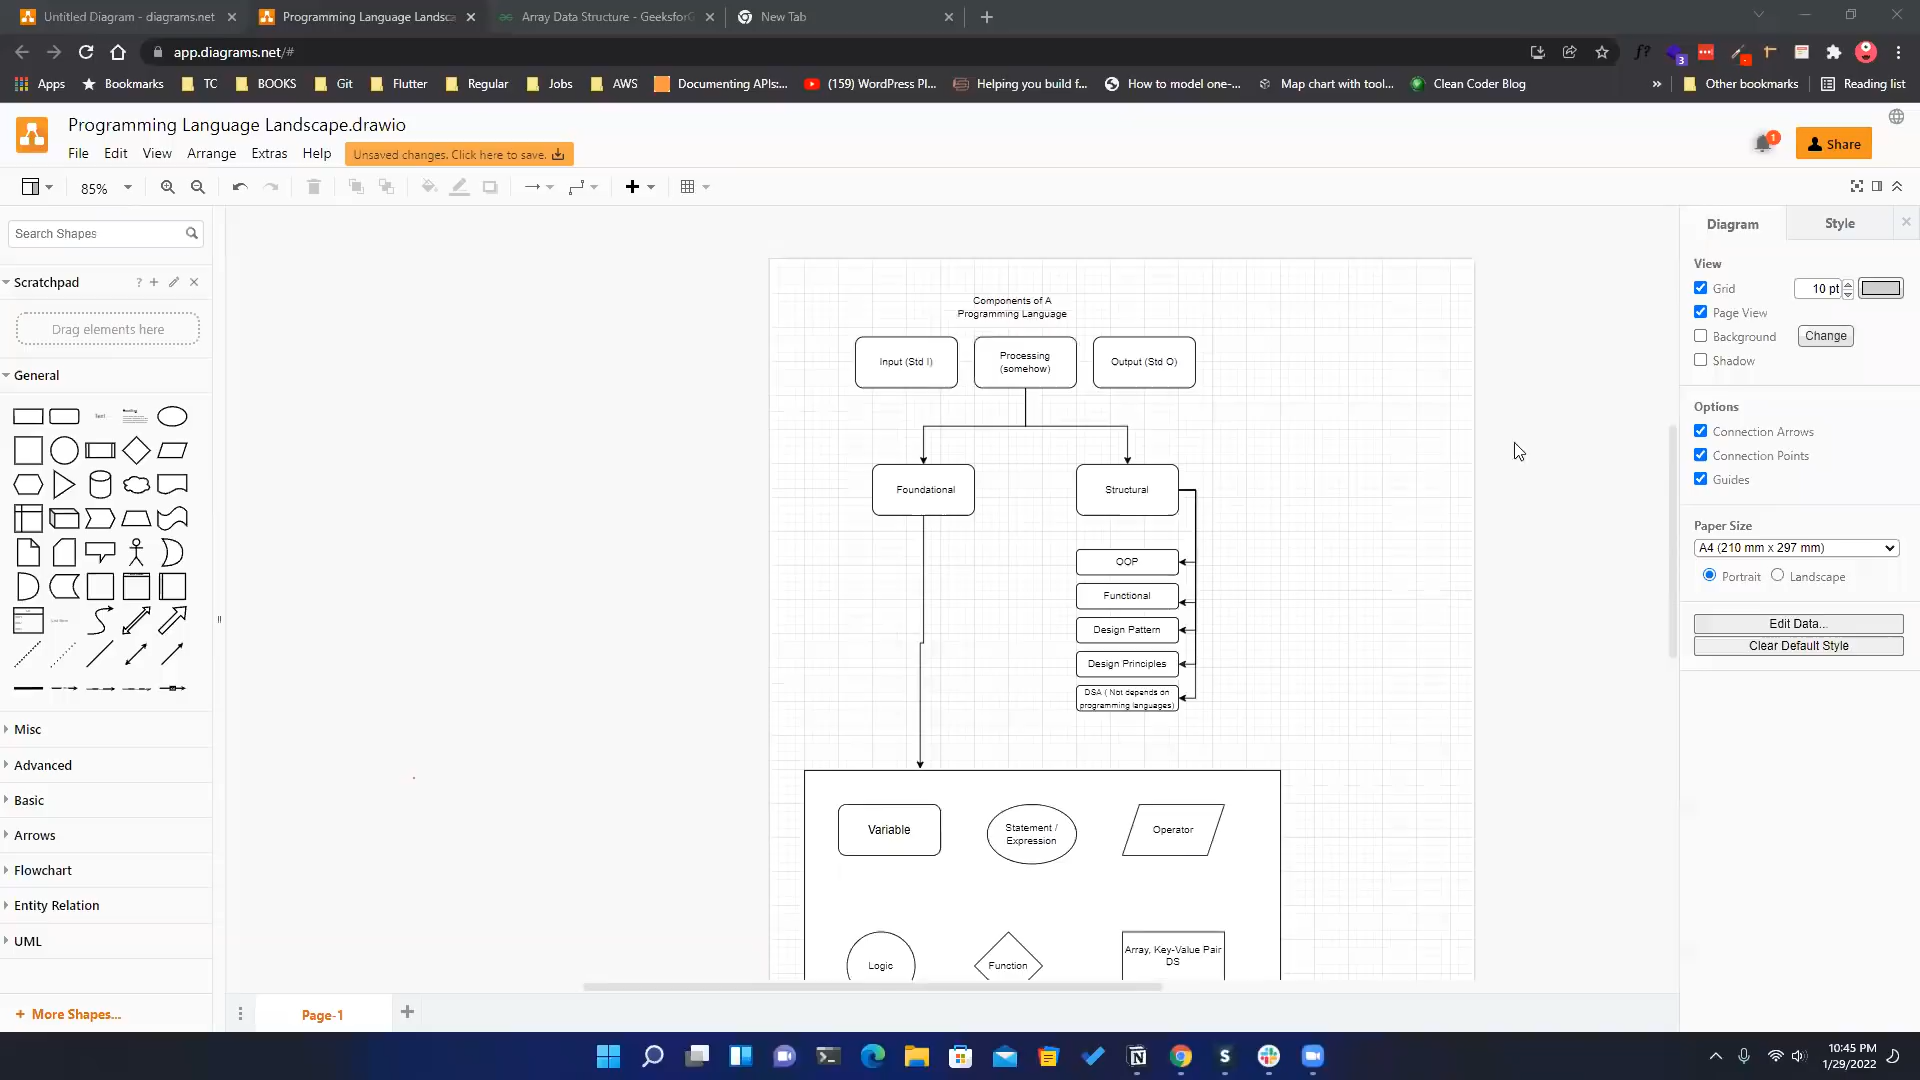 Untitled Diagram - diagrams.net
Programming Language Landsca
Array Data Structure - GeeksforG
New Tab
app.diagrams.net/#
Apps
Bookmarks
TC
BOOKS
Git
Flutter
Regular
Jobs
AWS
Documenting APIs:...
(159) WordPress Pl...
Helping you build f...
How to model one-...
Map chart with tool...
Clean Coder Blog
Other bookmarks
Reading list
Programming Language Landscape.drawio
File
Edit
View
Arrange
Extras
Help
Unsaved changes. Click here to save.
1
Share
85%
Search Shapes
Scratchpad
Drag elements here
General
Text
Heading
Misc
Advanced
Basic
Arrows
Flowchart
Entity Relation
UML
+ More Shapes...
Components of A
Programming Language
Input (Std I)
Processing
(somehow)
Output (Std O)
Foundational
Structural
OOP
Functional
Design Pattern
Design Principles
DSA ( Not depends on
programming languages)
Variable
Statement /
Expression
Operator
Logic
Function
Array, Key-Value Pair
DS
Diagram
Style
View
Grid
10 pt
Page View
Background
Change
Shadow
Options
Connection Arrows
Connection Points
Guides
Paper Size
A4 (210 mm x 297 mm)
Portrait
Landscape
Edit Data...
Clear Default Style
Page-1
10:45 PM
1/29/2022